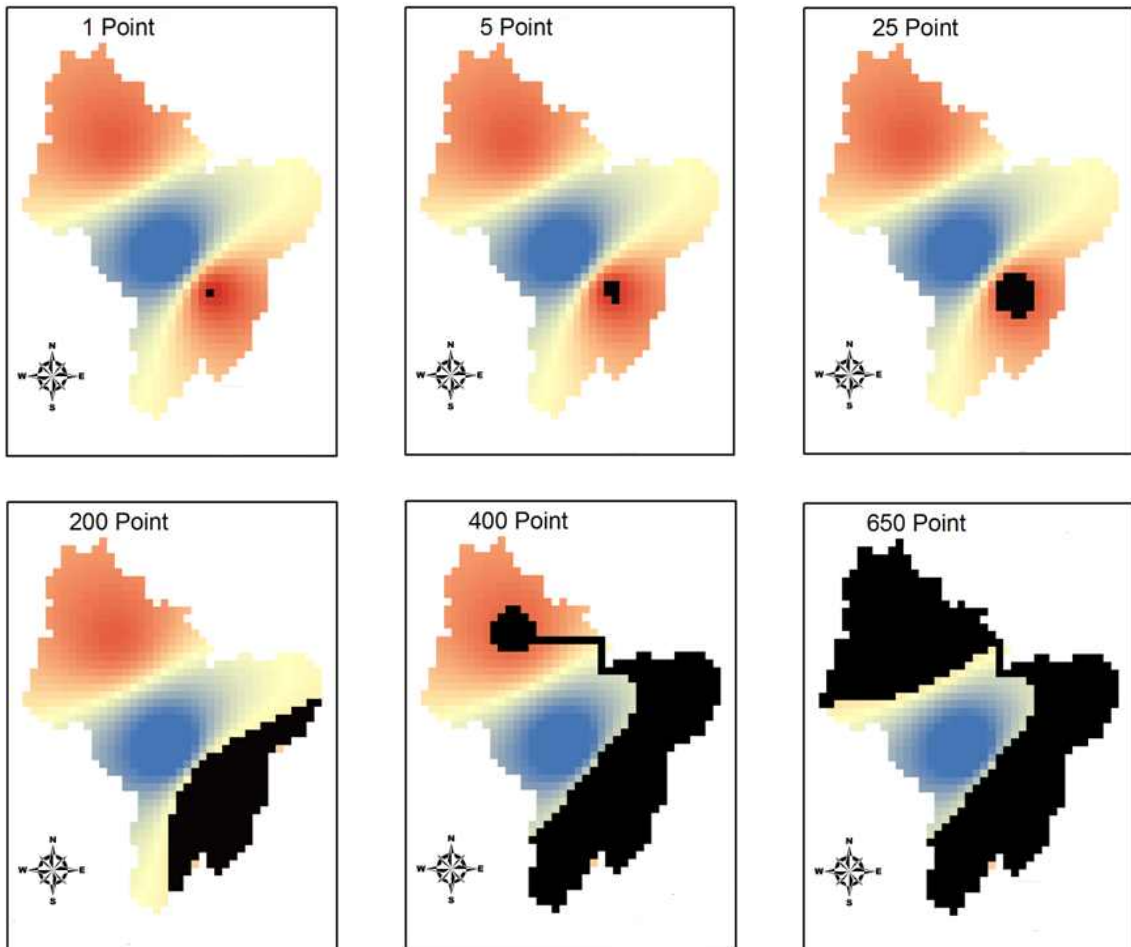 1 Point
5 Point
25 Point
N
W E
S
N
W E
S
N
W E
S
200 Point
400 Point
650 Point
N
W E
S
N
W E
S
N
W E
S